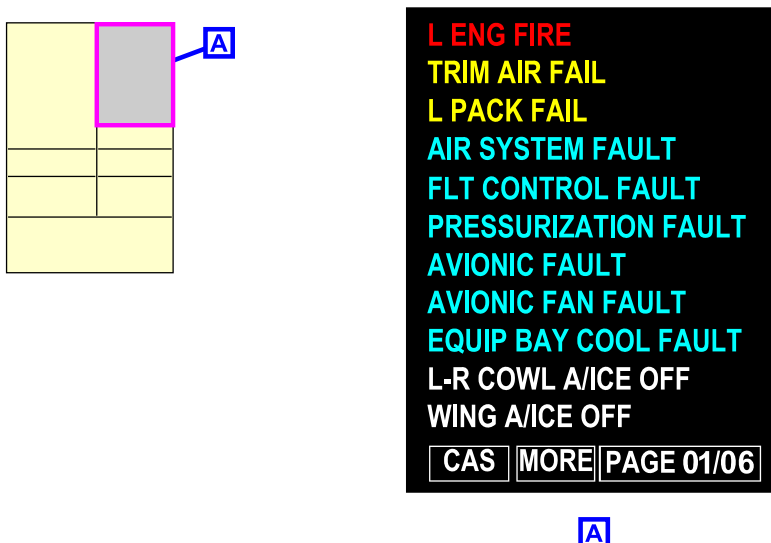 A
L ENG FIRE
TRIM AIR FAIL
L PACK FAIL
AIR SYSTEM FAULT
FLT CONTROL FAULT
PRESSURIZATION FAULT
AVIONIC FAULT
AVIONIC FAN FAULT
EQUIP BAY COOL FAULT
L-R COWL A/ICE OFF
WING A/ICE OFF
CAS MORE PAGE 01/06
A